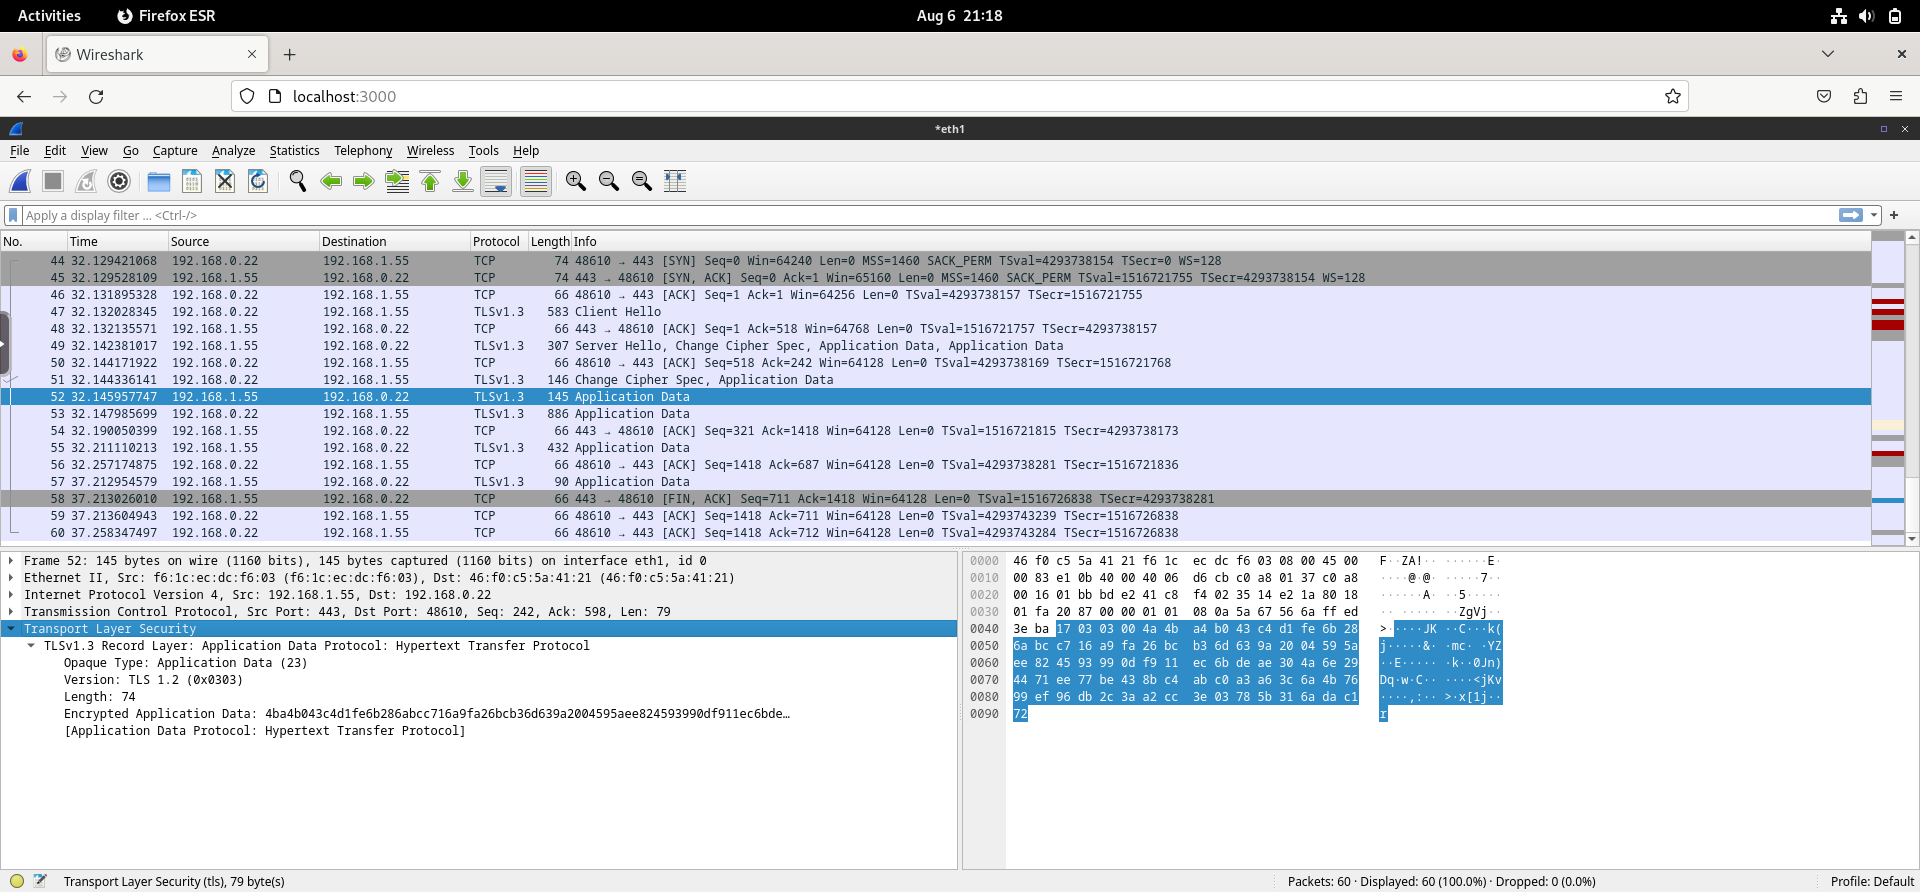 Activities Firefox ESR Aug 6 21:18
Wireshark
localhost:3000
*eth1
File Edit View Go Capture Analyze Statistics Telephony Wireless Tools Help
Apply a display filter ... <Ctrl-/>
No. Time Source Destination Protocol Length Info
44 32.129421068 192.168.0.22 192.168.1.55 TCP 74 48610 → 443 [SYN] Seq=0 Win=64240 Len=0 MSS=1460 SACK_PERM TSval=4293738154 TSecr=0 WS=128
45 32.129528109 192.168.1.55 192.168.0.22 TCP 74 443 → 48610 [SYN, ACK] Seq=0 Ack=1 Win=65160 Len=0 MSS=1460 SACK_PERM TSval=1516721755 TSecr=4293738154 WS=128
46 32.131895328 192.168.0.22 192.168.1.55 TCP 66 48610 → 443 [ACK] Seq=1 Ack=1 Win=64256 Len=0 TSval=4293738157 TSecr=1516721755
47 32.132028345 192.168.0.22 192.168.1.55 TLSv1.3 583 Client Hello
48 32.132135571 192.168.1.55 192.168.0.22 TCP 66 443 → 48610 [ACK] Seq=1 Ack=518 Win=64768 Len=0 TSval=1516721757 TSecr=4293738157
49 32.142381017 192.168.1.55 192.168.0.22 TLSv1.3 307 Server Hello, Change Cipher Spec, Application Data, Application Data
50 32.144171922 192.168.0.22 192.168.1.55 TCP 66 48610 → 443 [ACK] Seq=518 Ack=242 Win=64128 Len=0 TSval=4293738169 TSecr=1516721768
51 32.144336141 192.168.0.22 192.168.1.55 TLSv1.3 146 Change Cipher Spec, Application Data
52 32.145957747 192.168.1.55 192.168.0.22 TLSv1.3 145 Application Data
53 32.147985699 192.168.0.22 192.168.1.55 TLSv1.3 886 Application Data
54 32.190050399 192.168.1.55 192.168.0.22 TCP 66 443 → 48610 [ACK] Seq=321 Ack=1418 Win=64128 Len=0 TSval=1516721815 TSecr=4293738173
55 32.211110213 192.168.1.55 192.168.0.22 TLSv1.3 432 Application Data
56 32.257174875 192.168.0.22 192.168.1.55 TCP 66 48610 → 443 [ACK] Seq=1418 Ack=687 Win=64128 Len=0 TSval=4293738281 TSecr=1516721836
57 37.212954579 192.168.1.55 192.168.0.22 TLSv1.3 90 Application Data
58 37.213026010 192.168.1.55 192.168.0.22 TCP 66 443 → 48610 [FIN, ACK] Seq=711 Ack=1418 Win=64128 Len=0 TSval=1516726838 TSecr=4293738281
59 37.213604943 192.168.0.22 192.168.1.55 TCP 66 48610 → 443 [ACK] Seq=1418 Ack=711 Win=64128 Len=0 TSval=4293743239 TSecr=1516726838
60 37.258347497 192.168.0.22 192.168.1.55 TCP 66 48610 → 443 [ACK] Seq=1418 Ack=712 Win=64128 Len=0 TSval=4293743284 TSecr=1516726838
Frame 52: 145 bytes on wire (1160 bits), 145 bytes captured (1160 bits) on interface eth1, id 0
Ethernet II, Src: f6:1c:ec:dc:f6:03 (f6:1c:ec:dc:f6:03), Dst: 46:f0:c5:5a:41:21 (46:f0:c5:5a:41:21)
Internet Protocol Version 4, Src: 192.168.1.55, Dst: 192.168.0.22
Transmission Control Protocol, Src Port: 443, Dst Port: 48610, Seq: 242, Ack: 598, Len: 79
Transport Layer Security
TLSv1.3 Record Layer: Application Data Protocol: Hypertext Transfer Protocol
Opaque Type: Application Data (23)
Version: TLS 1.2 (0x0303)
Length: 74
Encrypted Application Data: 4ba4b043c4d1fe6b286abcc716a9fa26bcb36d639a2004595aee824593990df911ec6bde…
[Application Data Protocol: Hypertext Transfer Protocol]
0000 46 f0 c5 5a 41 21 f6 1c ec dc f6 03 08 00 45 00 F··ZA!·· ······E·
0010 00 83 e1 0b 40 00 40 06 d6 cb c0 a8 01 37 c0 a8 ····@·@· ·····7··
0020 00 16 01 bb bd e2 41 c8 f4 02 35 14 e2 1a 80 18 ······A· ··5·····
0030 01 fa 20 87 00 00 01 01 08 0a 5a 67 56 6a ff ed ·· ····· ··ZgVj··
0040 3e ba 17 03 03 00 4a 4b a4 b0 43 c4 d1 fe 6b 28 >·····JK ··C···k(
0050 6a bc c7 16 a9 fa 26 bc b3 6d 63 9a 20 04 59 5a j·····&· ·mc· ·YZ
0060 ee 82 45 93 99 0d f9 11 ec 6b de ae 30 4a 6e 29 ··E····· ·k··0Jn)
0070 44 71 ee 77 be 43 8b c4 ab c0 a3 a6 3c 6a 4b 76 Dq·w·C·· ····<jKv
0080 99 ef 96 db 2c 3a a2 cc 3e 03 78 5b 31 6a da c1 ····,:·· >·x[1j··
0090 72 r
Transport Layer Security (tls), 79 byte(s) Packets: 60 · Displayed: 60 (100.0%) · Dropped: 0 (0.0%) Profile: Default